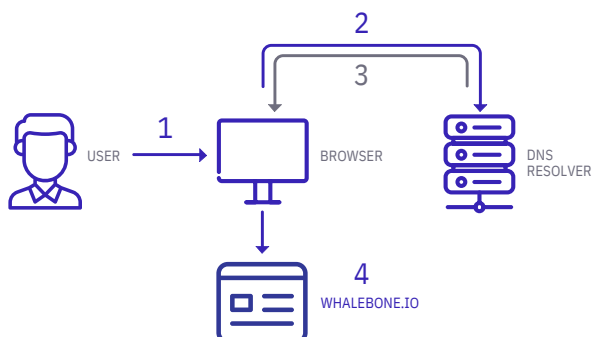 2
3
1
USER
BROWSER
DNS
RESOLVER
4
WHALEBONE.IO